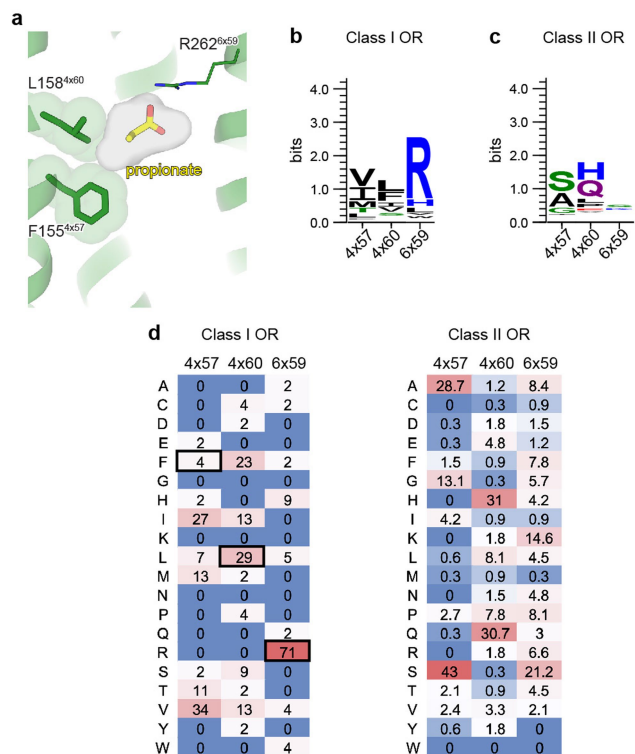 a
R262 6x59
L158 4x60
propionate
F155 4x57
b Class I OR
bits
4.0
3.0
2.0
1.0
0.0
V I M T
L F I V
R H L
4x57 4x60 6x59
c Class II OR
bits
4.0
3.0
2.0
1.0
0.0
S A G
H Q L P
4x57 4x60 6x59
d Class I OR
4x57 4x60 6x59
A 0 0 2
C 0 4 2
D 0 2 0
E 2 0 0
F 4 23 2
G 0 0 0
H 2 0 9
I 27 13 0
K 0 0 0
L 7 29 5
M 13 2 0
N 0 0 0
P 0 4 0
Q 0 0 2
R 0 0 71
S 2 9 0
T 11 2 0
V 34 13 4
Y 0 2 0
W 0 0 4
Class II OR
4x57 4x60 6x59
A 28.7 1.2 8.4
C 0 0.3 0.9
D 0.3 1.8 1.5
E 0.3 4.8 1.2
F 1.5 0.9 7.8
G 13.1 0.3 5.7
H 0 31 4.2
I 4.2 0.9 0.9
K 0 1.8 14.6
L 0.6 8.1 4.5
M 0.3 0.9 0.3
N 0 1.5 4.8
P 2.7 7.8 8.1
Q 0.3 30.7 3
R 0 1.8 6.6
S 43 0.3 21.2
T 2.1 0.9 4.5
V 2.4 3.3 2.1
Y 0.6 1.8 0
W 0 0 0